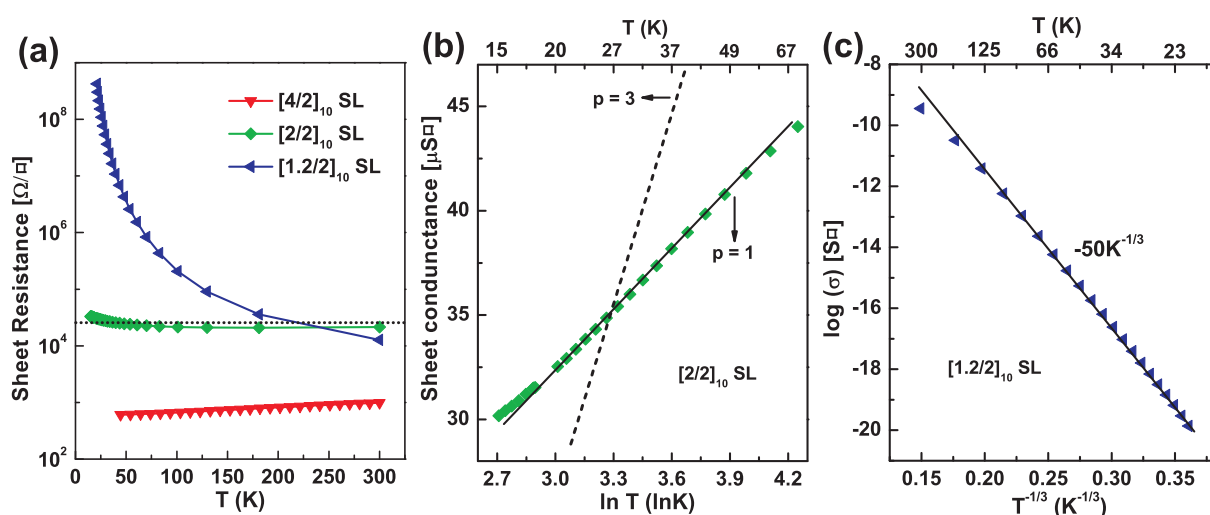 (a)
Sheet Resistance [Ω/¤]
10^8
10^6
10^4
10^2
[4/2]10 SL
[2/2]10 SL
[1.2/2]10 SL
0 50 100 150 200 250 300
T (K)
(b)
T (K)
15 20 27 37 49 67
Sheet condunctance [μS¤]
45
40
35
30
p = 3
p = 1
[2/2]10 SL
2.7 3.0 3.3 3.6 3.9 4.2
ln T (lnK)
(c)
T (K)
300 125 66 34 23
log (σ) [S¤]
-8
-10
-12
-14
-16
-18
-20
-50K^-1/3
[1.2/2]10 SL
0.15 0.20 0.25 0.30 0.35
T^-1/3 (K^-1/3)